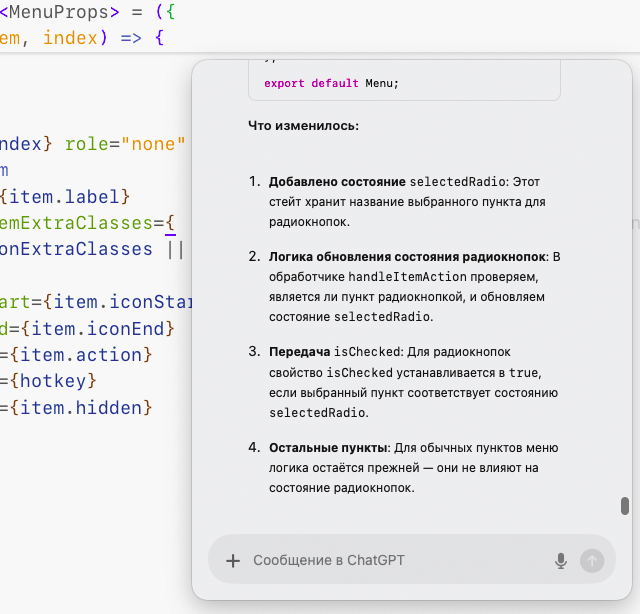 <MenuProps> = ({
em, index) => {
export default Menu;
Что изменилось:
ndex} role="none"
1. Добавлено состояние selectedRadio: Этот
m
{item.label}
стейт хранит название выбранного пункта для
emExtraClasses={
радиокнопок.
onExtraClasses ||
2. Логика обновления состояния радиокнопок: В
обработчике handleItemAction проверяем,
art={item.iconStar
является ли пункт радиокнопкой, и обновляем
d={item.iconEnd}
состояние selectedRadio.
={item.action}
3. Передача isChecked: Для радиокнопок
={hotkey}
свойство isChecked устанавливается в true,
={item.hidden}
если выбранный пункт соответствует состоянию
selectedRadio.
4. Остальные пункты: Для обычных пунктов меню
логика остаётся прежней — они не влияют на
состояние радиокнопок.
Сообщение в ChatGPT